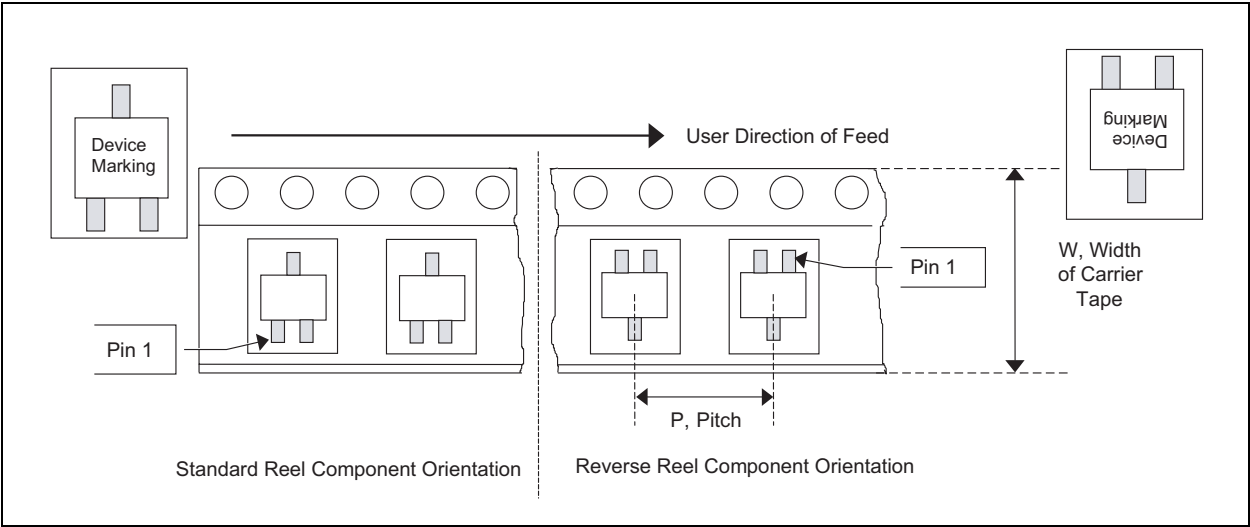 Device
Marking
User Direction of Feed
Device
Marking
Pin 1
W, Width
of Carrier
Tape
Pin 1
P, Pitch
Standard Reel Component Orientation
Reverse Reel Component Orientation